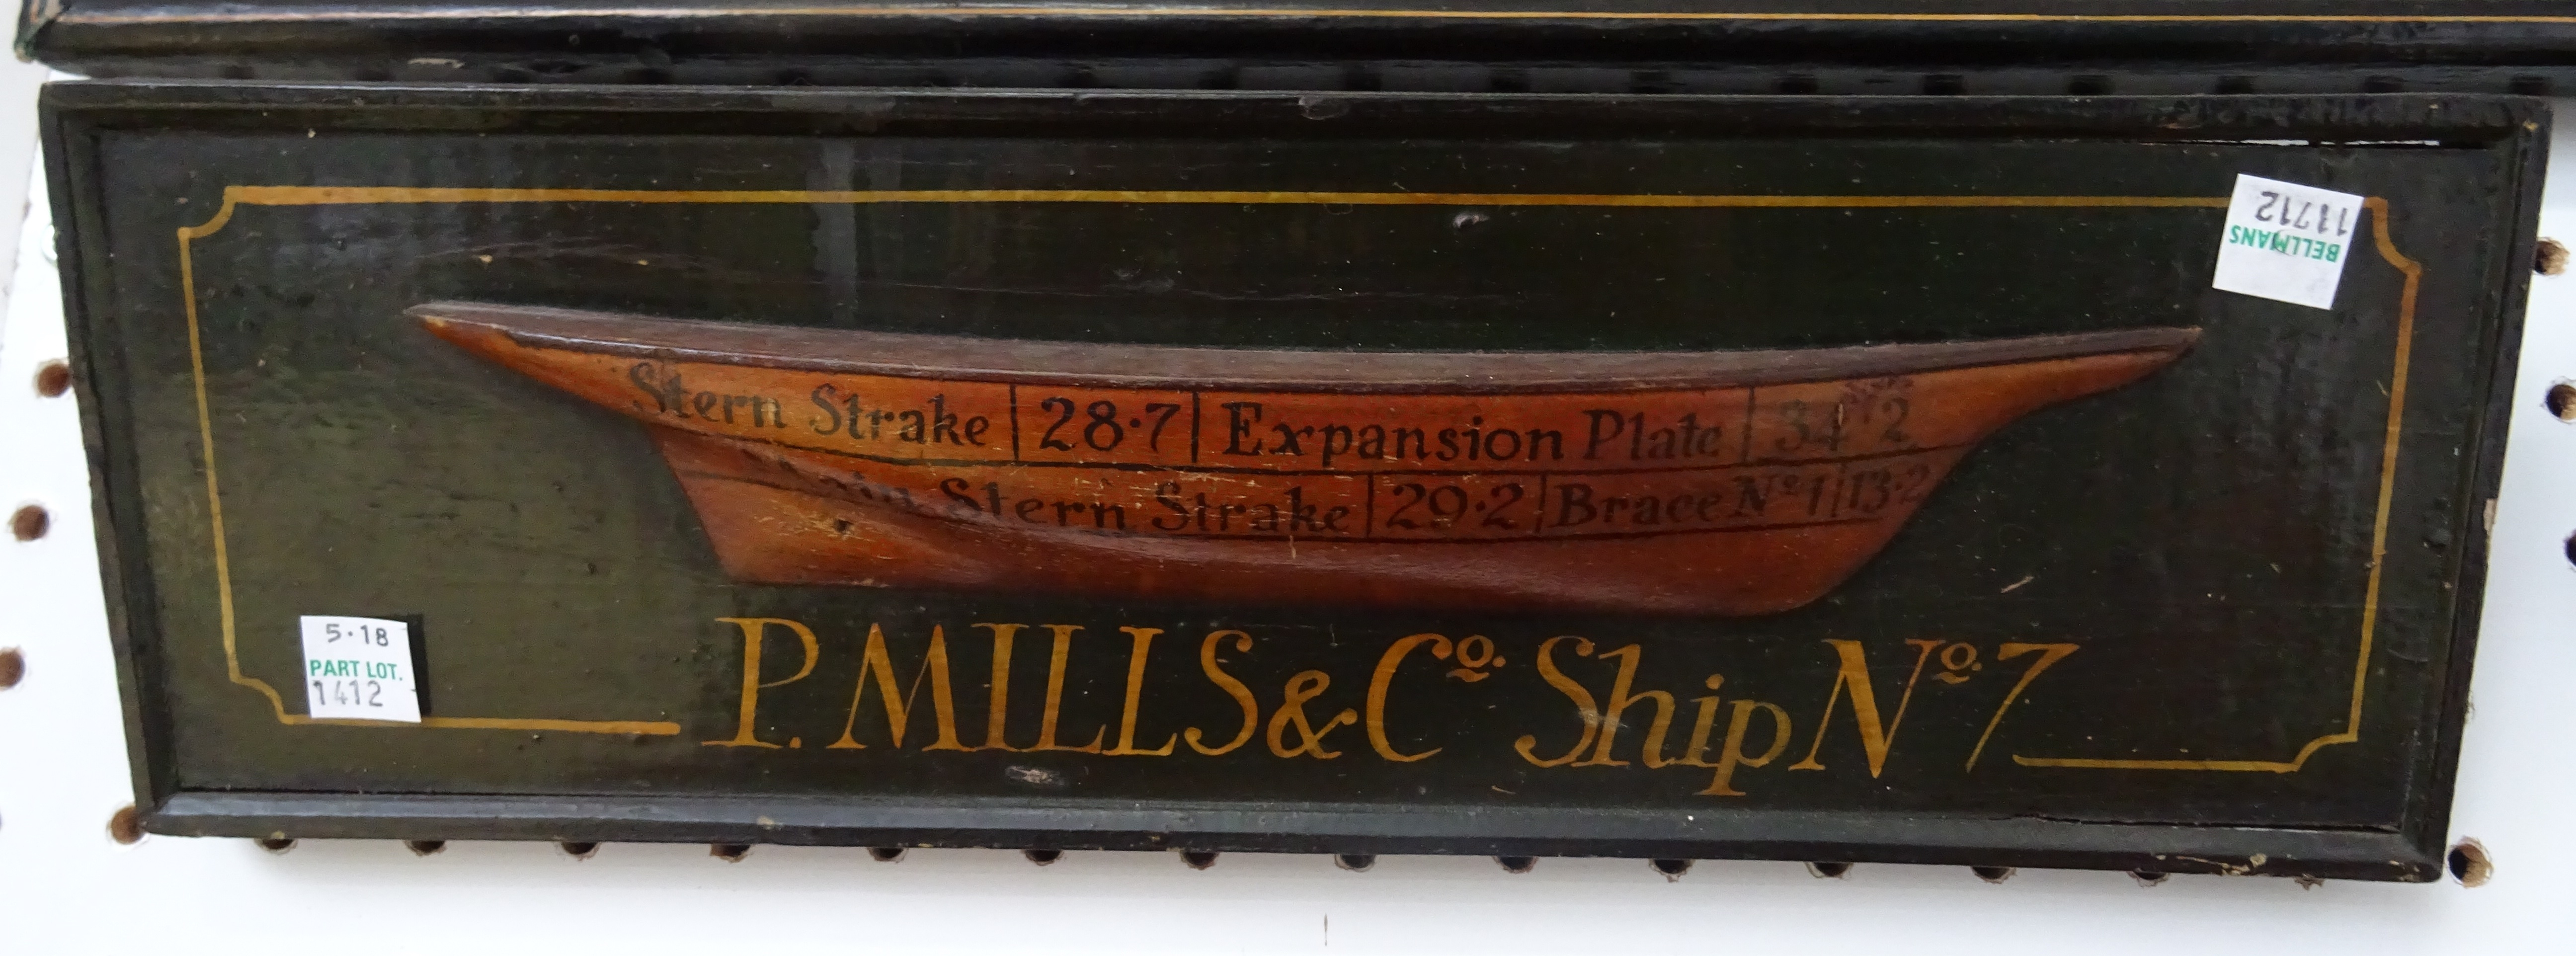 BELLMANS
11712
Stern Strake | 28·7 | Expansion Plate | 34·2
Stern Strake | 29·2 | Brace Nº 1 | 13·2
5·18
PART LOT.
1412
P. MILLS & Cº. Ship Nº. 7